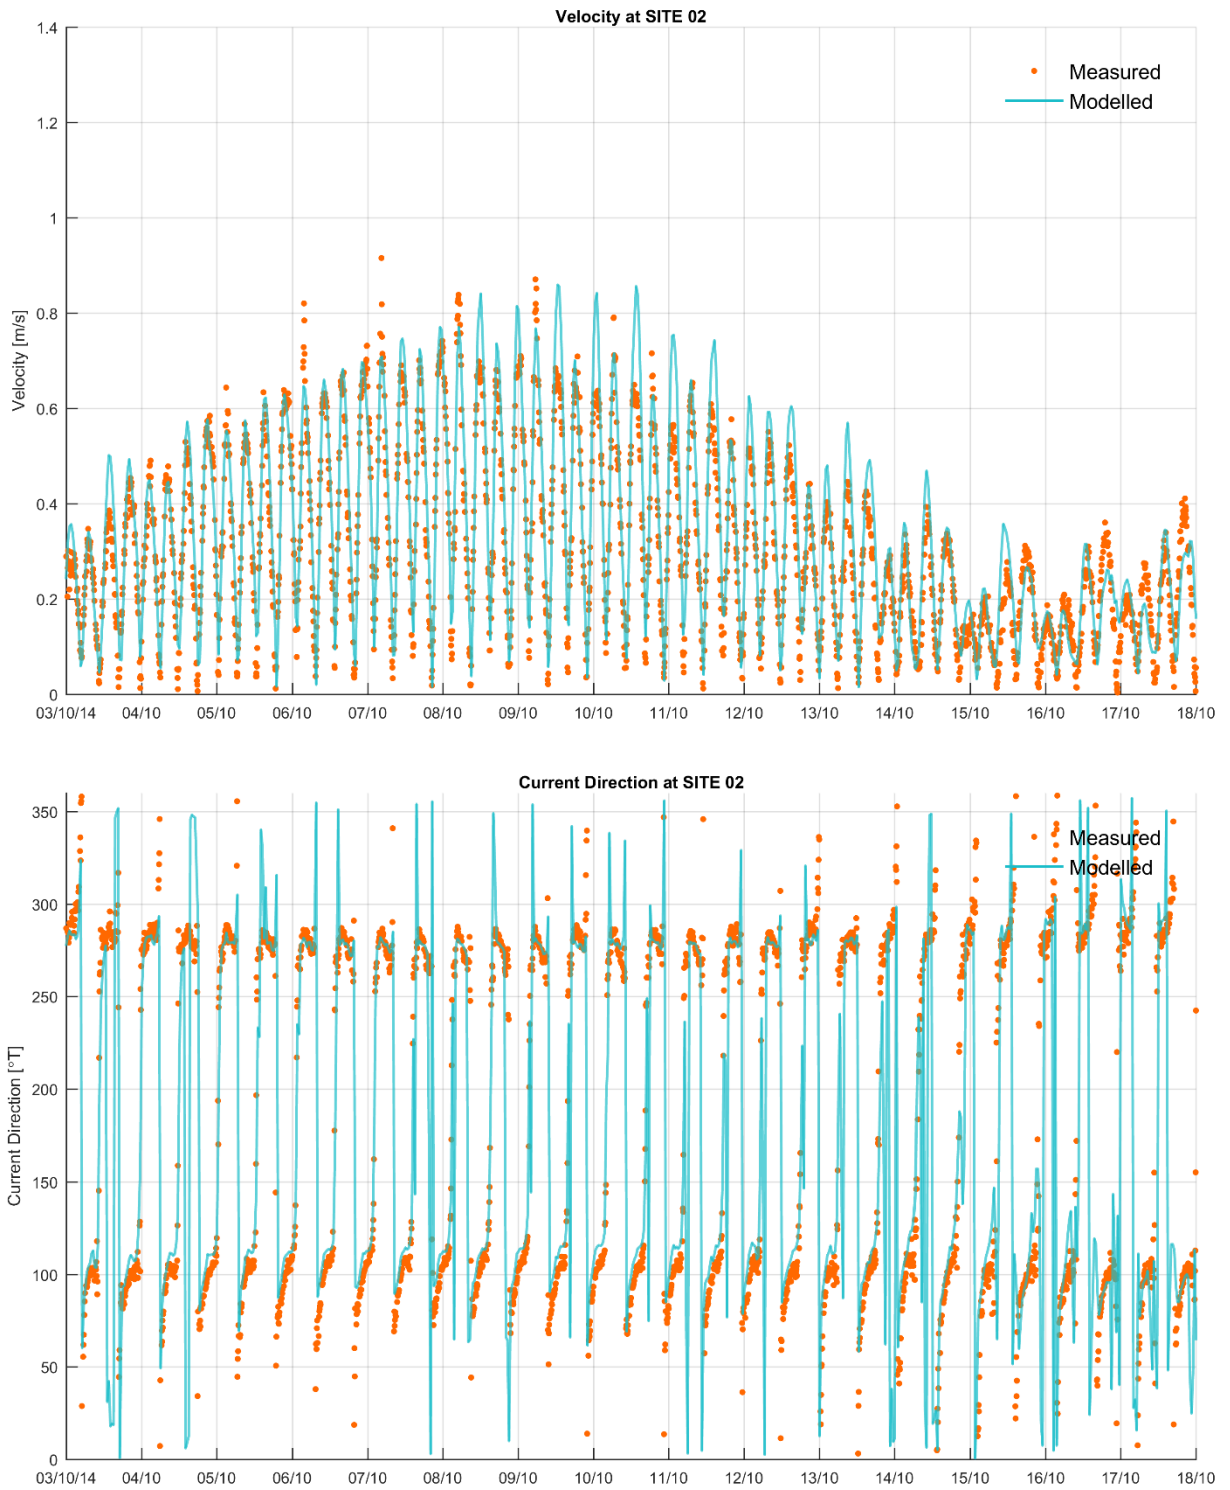 Velocity at SITE 02
1.4
1.2
1
0.8
0.6
0.4
0.2
0
Velocity [m/s]
Measured
Modelled
03/10/14 04/10 05/10 06/10 07/10 08/10 09/10 10/10 11/10 12/10 13/10 14/10 15/10 16/10 17/10 18/10
Current Direction at SITE 02
350
300
250
200
150
100
50
0
Current Direction [°T]
Measured
Modelled
03/10/14 04/10 05/10 06/10 07/10 08/10 09/10 10/10 11/10 12/10 13/10 14/10 15/10 16/10 17/10 18/10